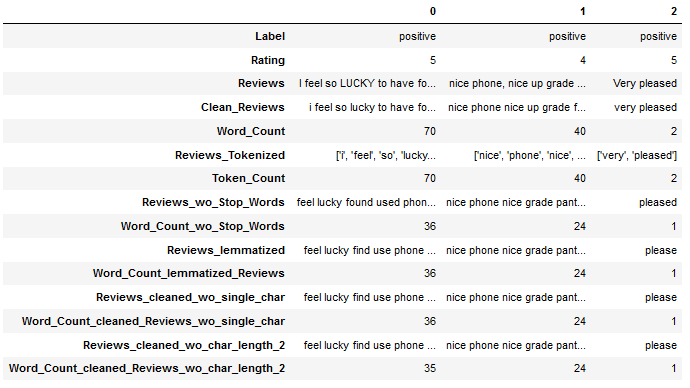 0 1 2
Label positive positive positive
Rating 5 4 5
Reviews I feel so LUCKY to have fo... nice phone, nice up grade ... Very pleased
Clean_Reviews i feel so lucky to have fo... nice phone nice up grade f... very pleased
Word_Count 70 40 2
Reviews_Tokenized ['i', 'feel', 'so', 'lucky... ['nice', 'phone', 'nice', ... ['very', 'pleased']
Token_Count 70 40 2
Reviews_wo_Stop_Words feel lucky found used phon... nice phone nice grade pant... pleased
Word_Count_wo_Stop_Words 36 24 1
Reviews_lemmatized feel lucky find use phone ... nice phone nice grade pant... please
Word_Count_lemmatized_Reviews 36 24 1
Reviews_cleaned_wo_single_char feel lucky find use phone ... nice phone nice grade pant... please
Word_Count_cleaned_Reviews_wo_single_char 36 24 1
Reviews_cleaned_wo_char_length_2 feel lucky find use phone ... nice phone nice grade pant... please
Word_Count_cleaned_Reviews_wo_char_length_2 35 24 1